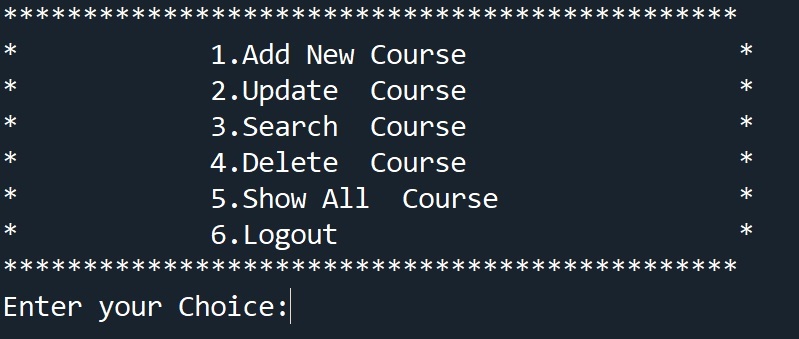 **********************************************
*            1.Add New Course                 *
*            2.Update  Course                 *
*            3.Search  Course                 *
*            4.Delete  Course                 *
*            5.Show All  Course               *
*            6.Logout                         *
**********************************************
Enter your Choice: